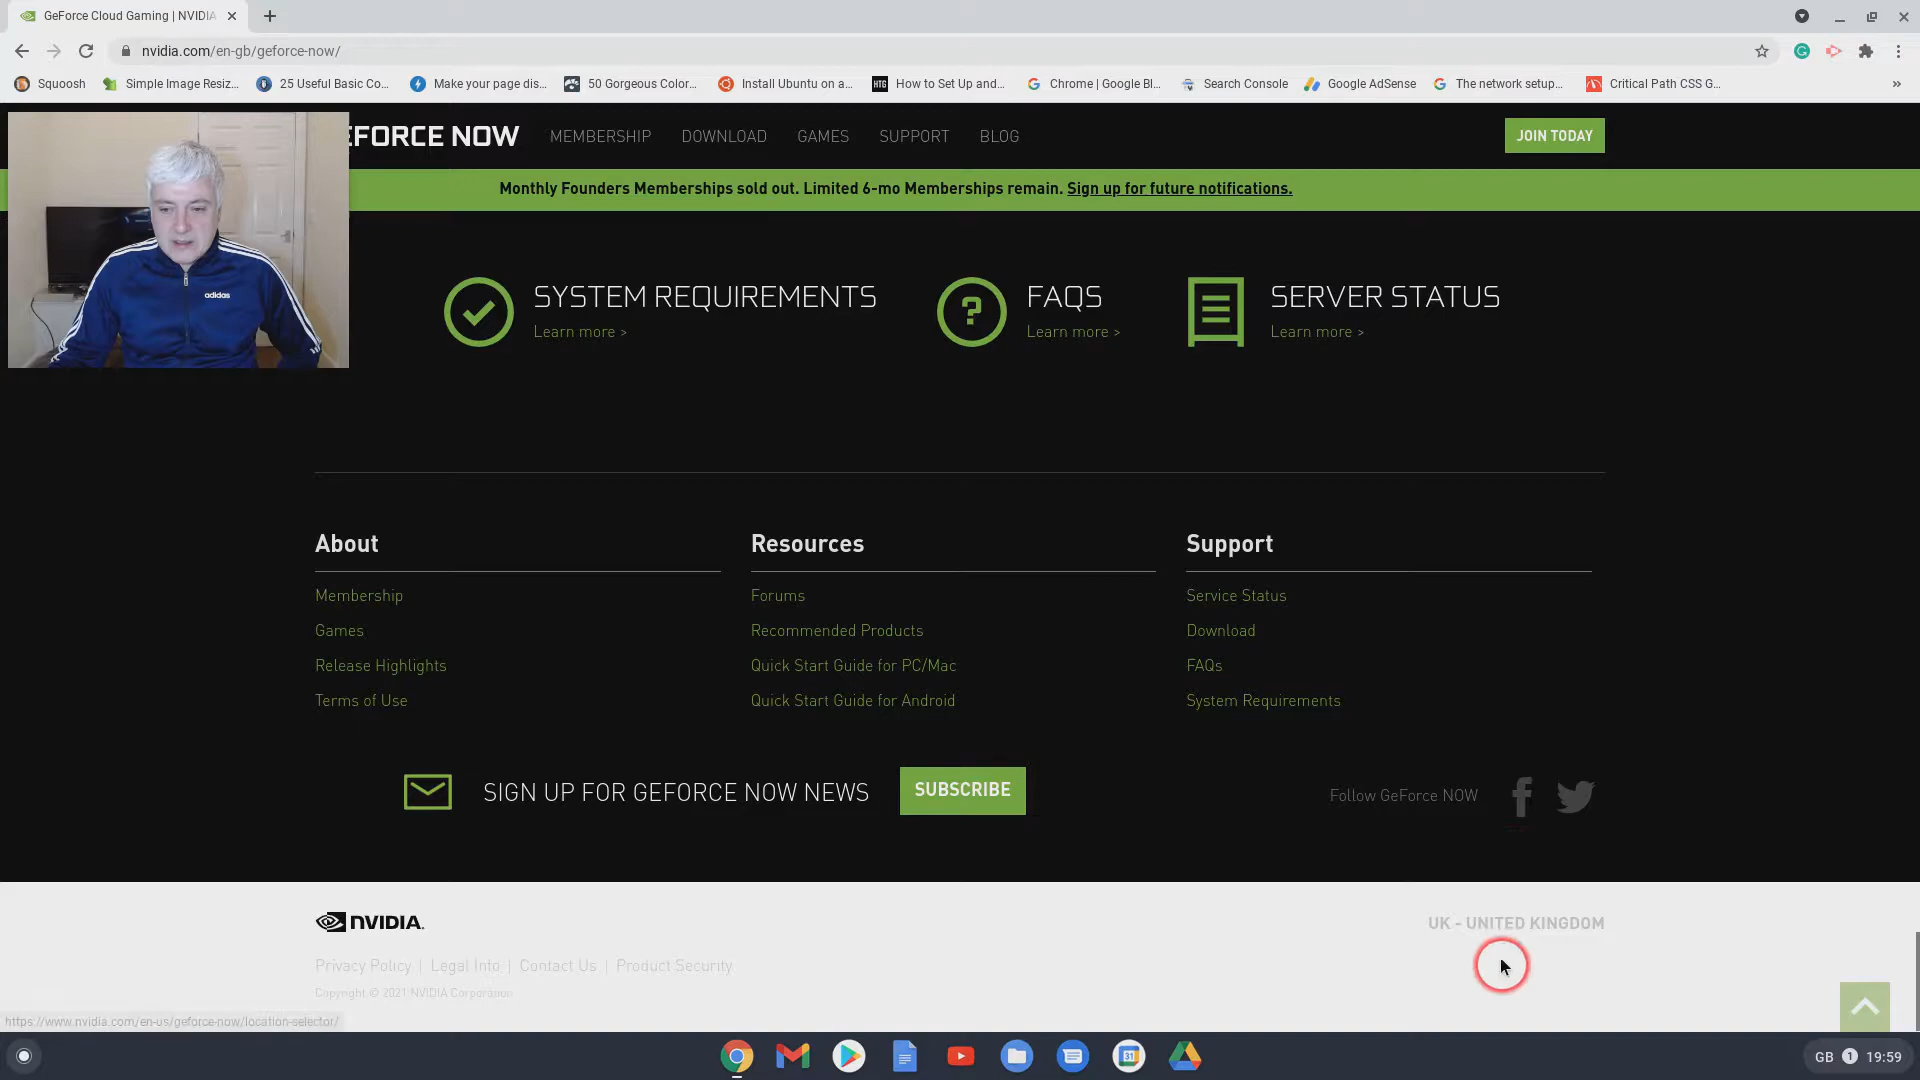 GeForce Cloud Gaming | NVIDIA
nvidia.com/en-gb/geforce-now/
Squoosh
Simple Image Resiz...
25 Useful Basic Co...
Make your page dis...
50 Gorgeous Color...
Install Ubuntu on a...
HTG
How to Set Up and...
Chrome | Google Bl...
Search Console
Google AdSense
The network setup...
Critical Path CSS G...
»
EFORCE NOW
MEMBERSHIP
DOWNLOAD
GAMES
SUPPORT
BLOG
JOIN TODAY
Monthly Founders Memberships sold out. Limited 6-mo Memberships remain. Sign up for future notifications.
adidas
SYSTEM REQUIREMENTS
Learn more >
?
FAQS
Learn more >
SERVER STATUS
Learn more >
About
Membership
Games
Release Highlights
Terms of Use
Resources
Forums
Recommended Products
Quick Start Guide for PC/Mac
Quick Start Guide for Android
Support
Service Status
Download
FAQs
System Requirements
SIGN UP FOR GEFORCE NOW NEWS
SUBSCRIBE
Follow GeForce NOW
NVIDIA.
UK - UNITED KINGDOM
Privacy Policy | Legal Info | Contact Us | Product Security
Copyright © 2021 NVIDIA Corporation
https://www.nvidia.com/en-us/geforce-now/location-selector/
31
GB 1 19:59